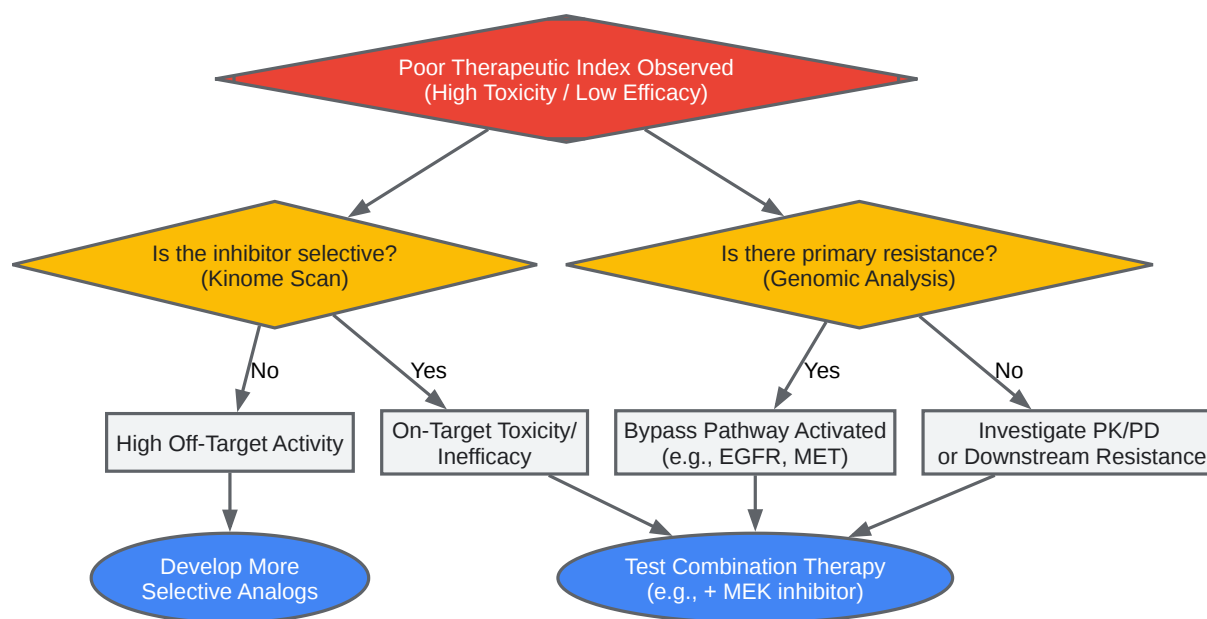 Poor Therapeutic Index Observed
(High Toxicity / Low Efficacy)
Is the inhibitor selective?
(Kinome Scan)
Is there primary resistance?
(Genomic Analysis)
No
Yes
Yes
No
High Off-Target Activity
On-Target Toxicity/
Inefficacy
Bypass Pathway Activated
(e.g., EGFR, MET)
Investigate PK/PD
or Downstream Resistance
Develop More
Selective Analogs
Test Combination Therapy
(e.g., + MEK inhibitor)